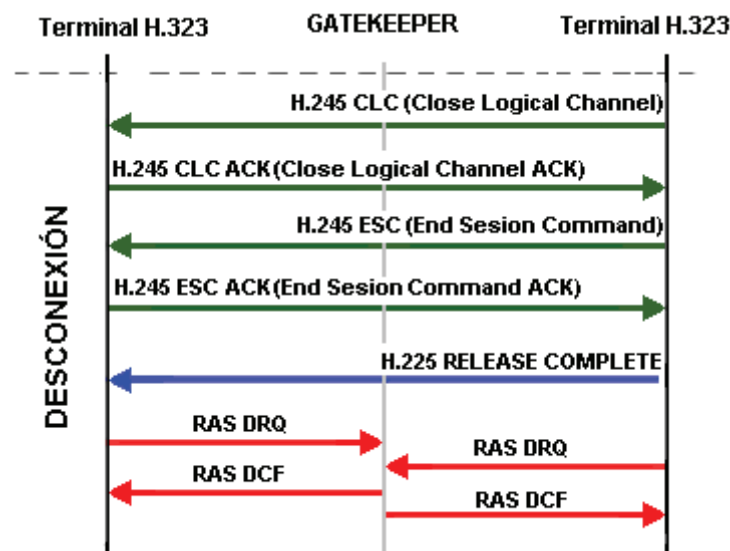 Terminal H.323 GATEKEEPER Terminal H.323
H.245 CLC (Close Logical Channel)
H.245 CLC ACK (Close Logical Channel ACK)
H.245 ESC (End Sesion Command)
H.245 ESC ACK (End Sesion Command ACK)
H.225 RELEASE COMPLETE
RAS DRQ
RAS DRQ
RAS DCF
RAS DCF
DESCONEXIÓN